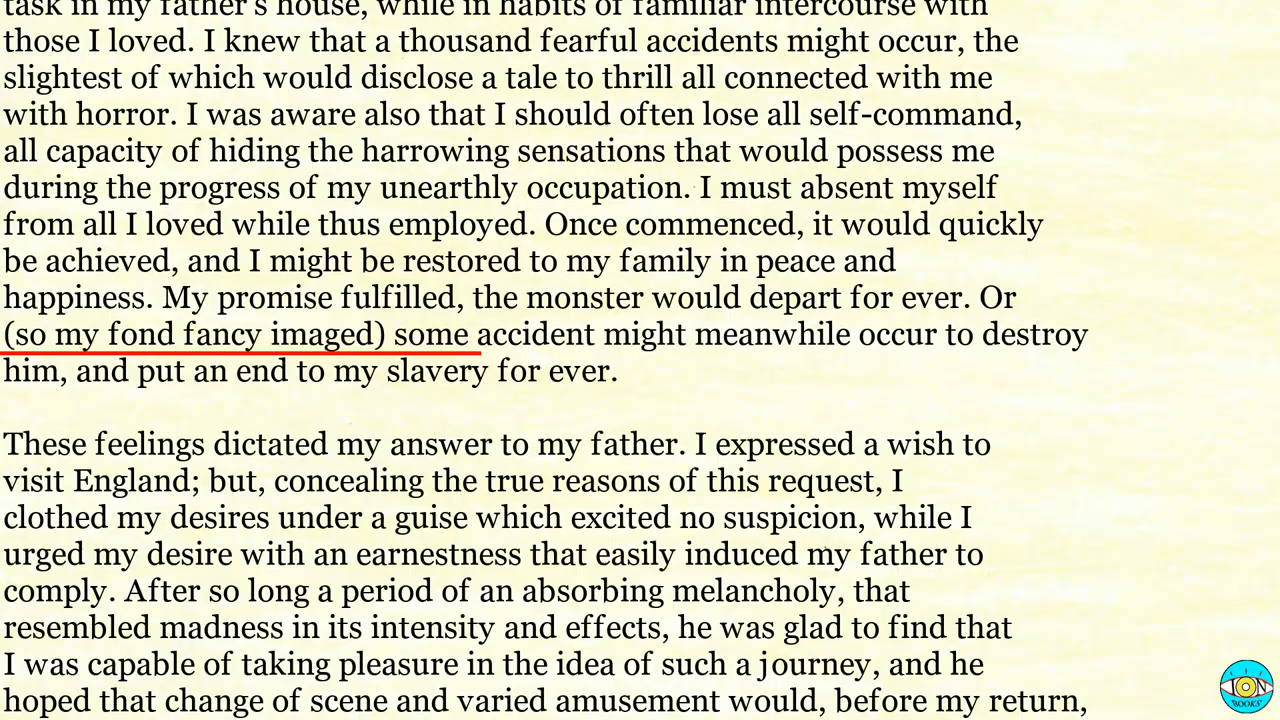 task in my father's house, while in habits of familiar intercourse with
those I loved. I knew that a thousand fearful accidents might occur, the
slightest of which would disclose a tale to thrill all connected with me
with horror. I was aware also that I should often lose all self-command,
all capacity of hiding the harrowing sensations that would possess me
during the progress of my unearthly occupation. I must absent myself
from all I loved while thus employed. Once commenced, it would quickly
be achieved, and I might be restored to my family in peace and
happiness. My promise fulfilled, the monster would depart for ever. Or
(so my fond fancy imaged) some accident might meanwhile occur to destroy
him, and put an end to my slavery for ever.
These feelings dictated my answer to my father. I expressed a wish to
visit England; but, concealing the true reasons of this request, I
clothed my desires under a guise which excited no suspicion, while I
urged my desire with an earnestness that easily induced my father to
comply. After so long a period of an absorbing melancholy, that
resembled madness in its intensity and effects, he was glad to find that
I was capable of taking pleasure in the idea of such a journey, and he
hoped that change of scene and varied amusement would, before my return,
ION
BOOKS